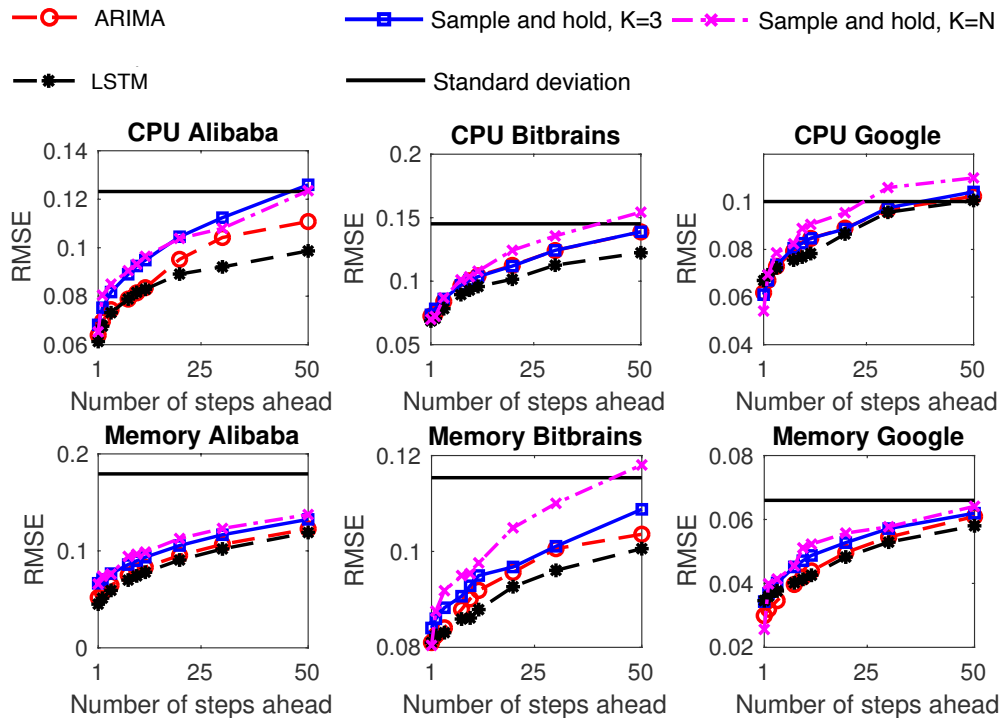 ARIMA
Sample and hold, K=3
Sample and hold, K=N
LSTM
Standard deviation
CPU Alibaba
0.14
0.12
0.1
0.08
0.06
RMSE
1 25 50
Number of steps ahead
CPU Bitbrains
0.2
0.15
0.1
0.05
RMSE
1 25 50
Number of steps ahead
CPU Google
0.1
0.08
0.06
0.04
RMSE
1 25 50
Number of steps ahead
Memory Alibaba
0.2
0.1
0
RMSE
1 25 50
Number of steps ahead
Memory Bitbrains
0.12
0.1
0.08
RMSE
1 25 50
Number of steps ahead
Memory Google
0.08
0.06
0.04
0.02
RMSE
1 25 50
Number of steps ahead